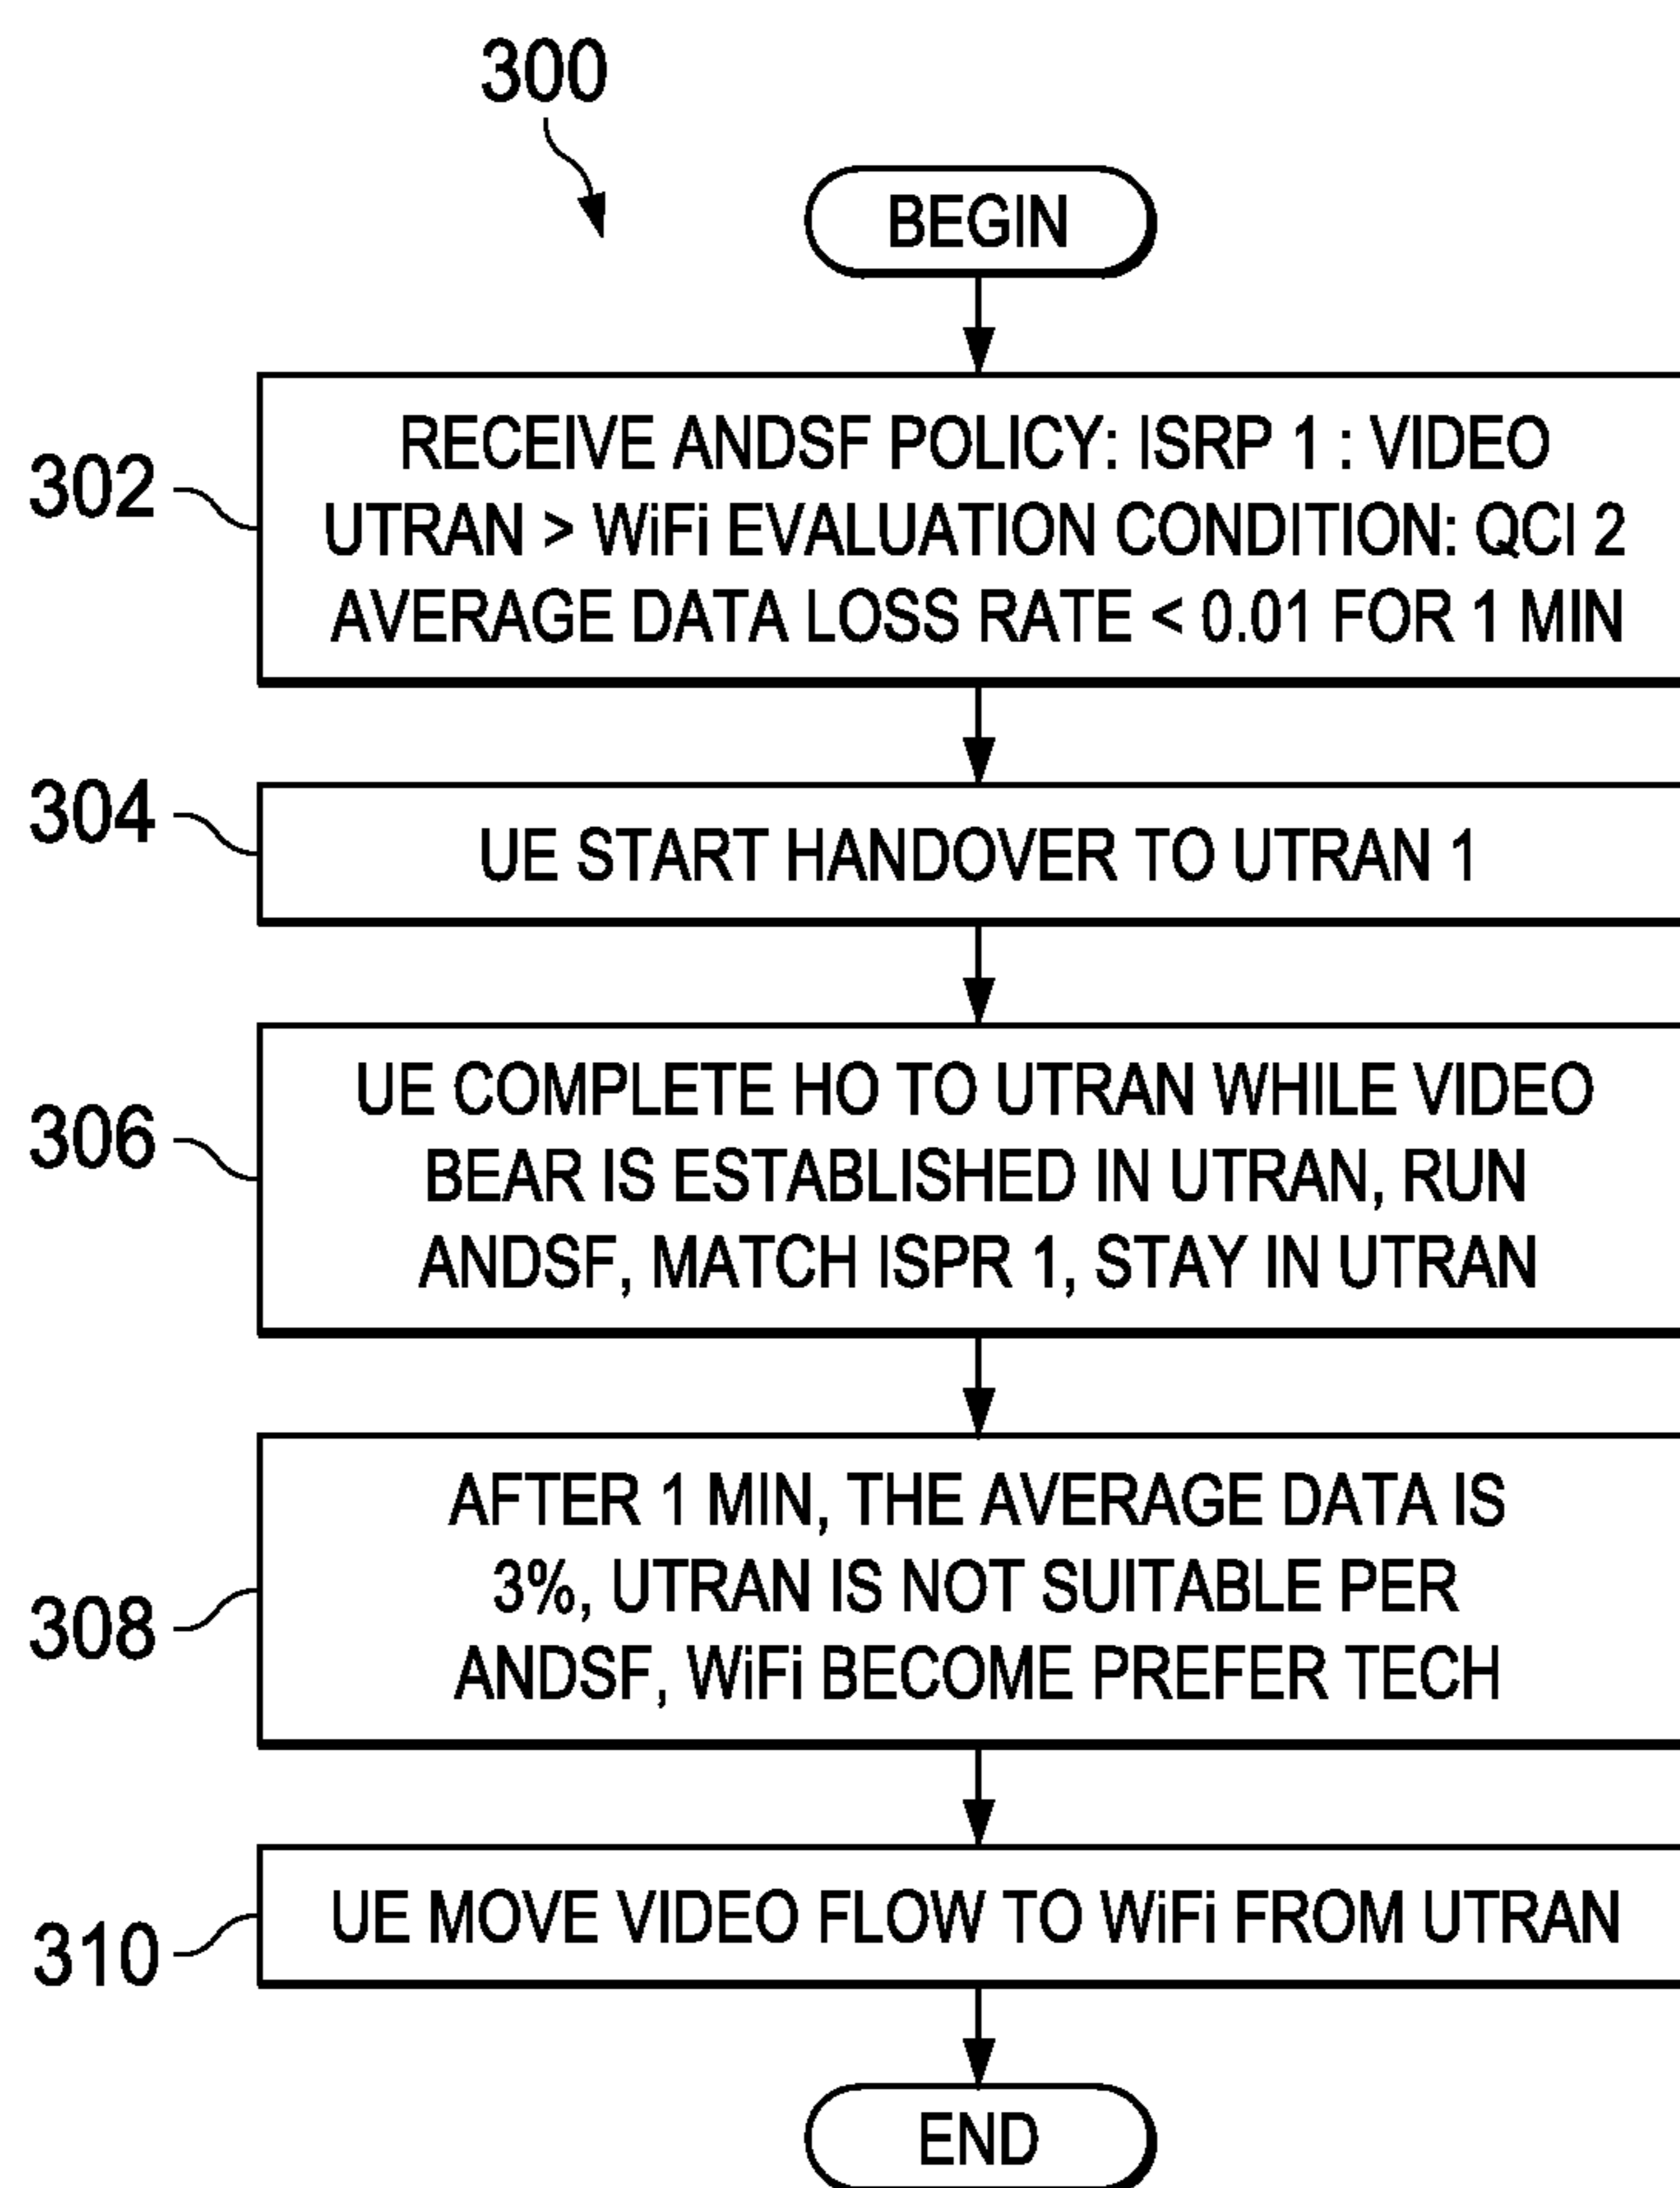 300
BEGIN
302
RECEIVE ANDSF POLICY: ISRP 1 : VIDEO
UTRAN > WiFi EVALUATION CONDITION: QCI 2
AVERAGE DATA LOSS RATE < 0.01 FOR 1 MIN
304
UE START HANDOVER TO UTRAN 1
306
UE COMPLETE HO TO UTRAN WHILE VIDEO
BEAR IS ESTABLISHED IN UTRAN, RUN
ANDSF, MATCH ISPR 1, STAY IN UTRAN
308
AFTER 1 MIN, THE AVERAGE DATA IS
3%, UTRAN IS NOT SUITABLE PER
ANDSF, WiFi BECOME PREFER TECH
310
UE MOVE VIDEO FLOW TO WiFi FROM UTRAN
END